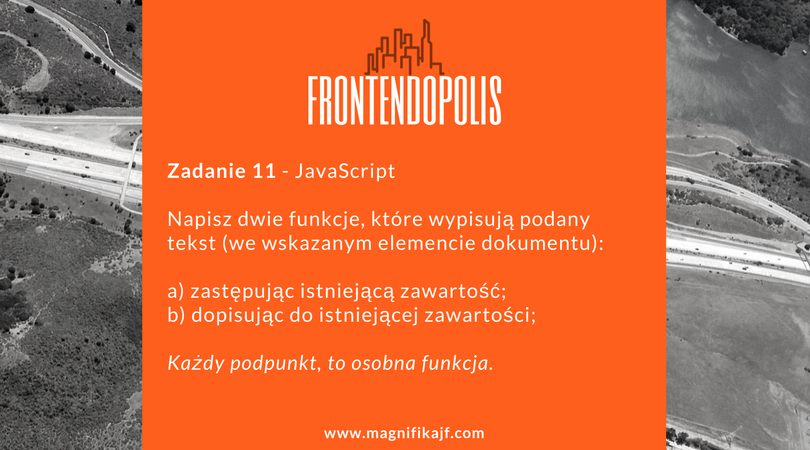 FRONTENDOPOLIS
Zadanie 11 - JavaScript
Napisz dwie funkcje, które wypisują podany
tekst (we wskazanym elemencie dokumentu):
a) zastępując istniejącą zawartość;
b) dopisując do istniejącej zawartości;
Każdy podpunkt, to osobna funkcja.
www.magnifikajf.com